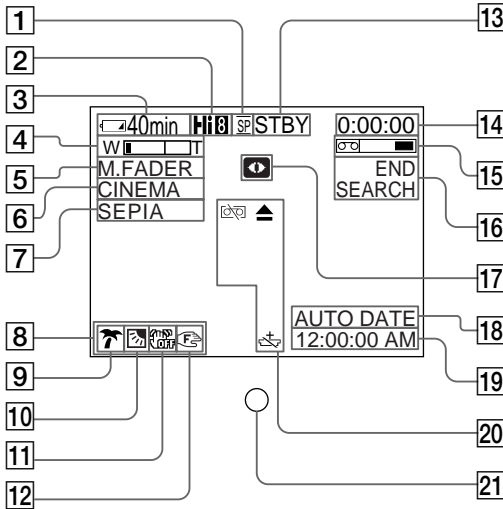 1
2
3
4
5
6
7
8
9
10
11
12
13
14
15
16
17
18
19
20
21
40min Hi8 SP STBY 0:00:00
W T
M.FADER
CINEMA
SEPIA
END
SEARCH
OFF
F
AUTO DATE
12:00:00 AM